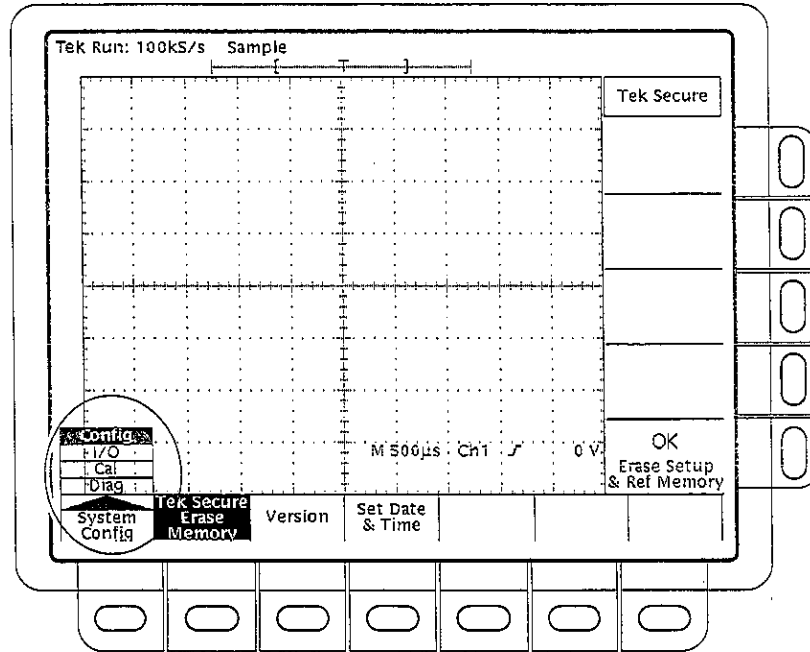 Tek Run: 100kS/s Sample
[ T ]
Tek Secure
Config
I/O
Cal
Diag
M 500µs Ch1 0 V
OK
Erase Setup
& Ref Memory
System
Config
Tek Secure
Erase
Memory
Version
Set Date
& Time